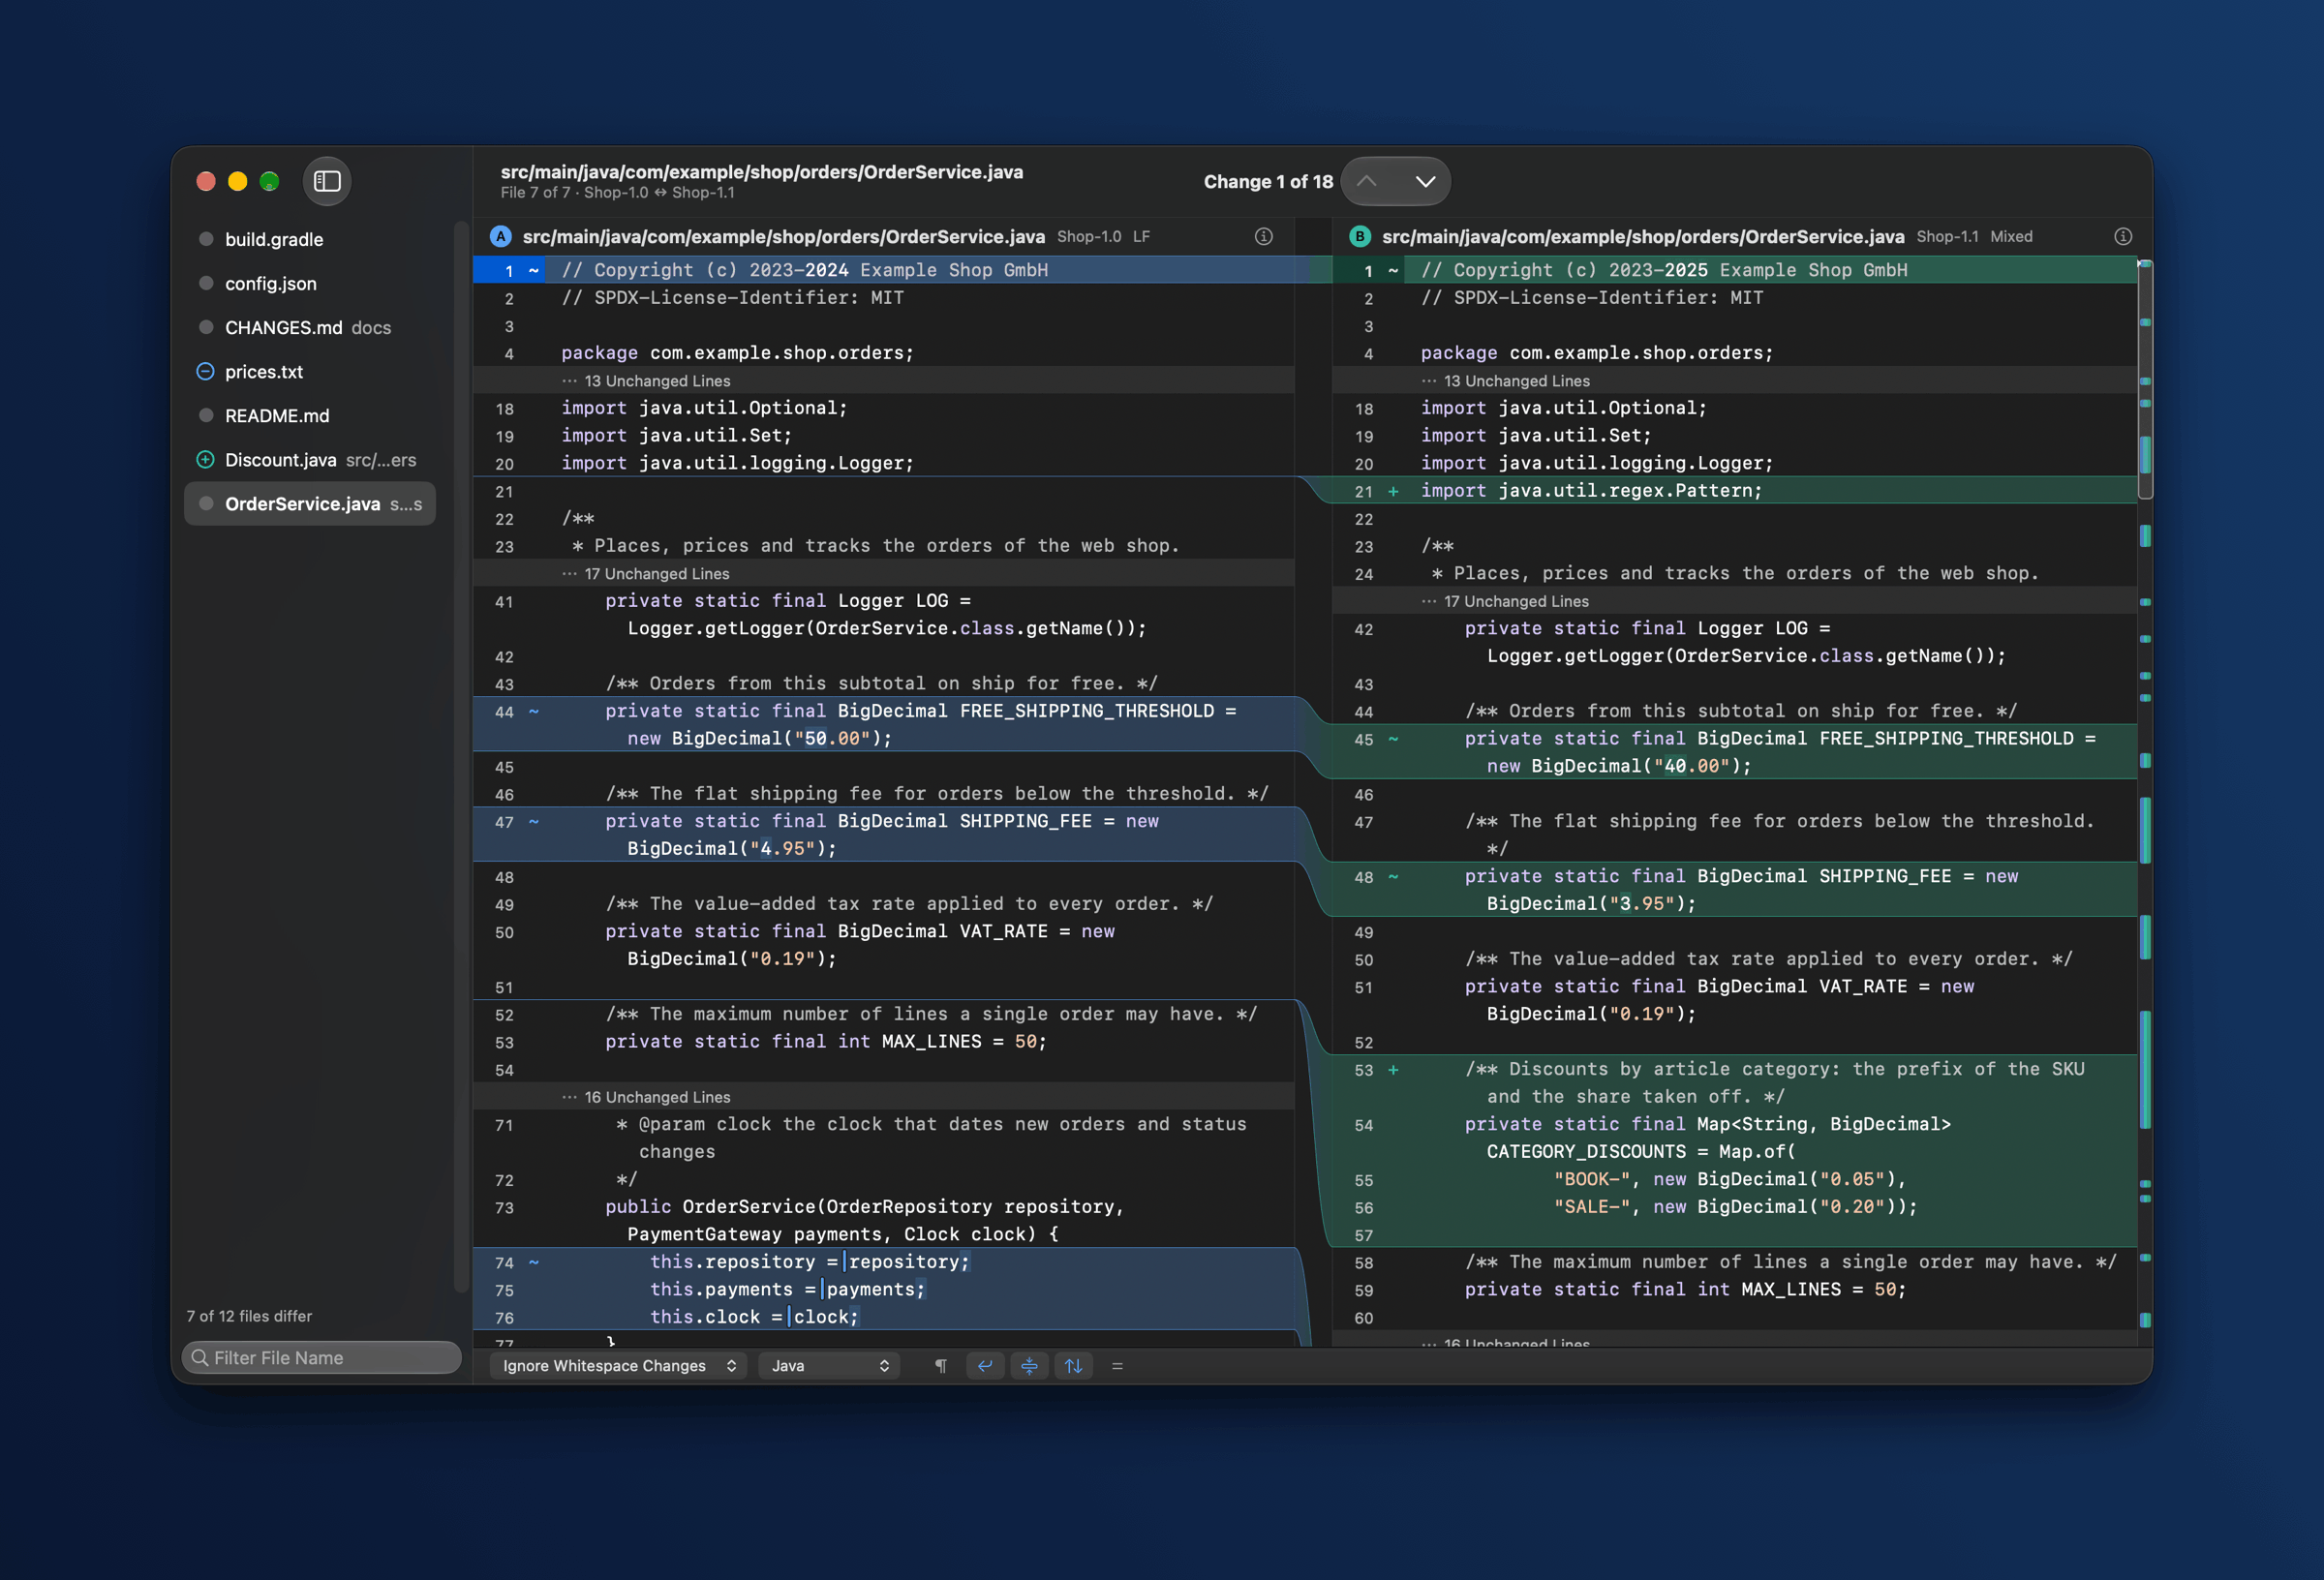 src/main/java/com/example/shop/orders/OrderService.java
File 7 of 7 · Shop-1.0 ↔ Shop-1.1
Change 1 of 18
build.gradle
config.json
CHANGES.md docs
prices.txt
README.md
Discount.java src/...ers
OrderService.java s...s
7 of 12 files differ
Filter File Name
A src/main/java/com/example/shop/orders/OrderService.java Shop-1.0 LF
1 ~ // Copyright (c) 2023-2024 Example Shop GmbH
2 // SPDX-License-Identifier: MIT
3
4 package com.example.shop.orders;
··· 13 Unchanged Lines
18 import java.util.Optional;
19 import java.util.Set;
20 import java.util.logging.Logger;
21
22 /**
23 * Places, prices and tracks the orders of the web shop.
··· 17 Unchanged Lines
41 private static final Logger LOG =
Logger.getLogger(OrderService.class.getName());
42
43 /** Orders from this subtotal on ship for free. */
44 ~ private static final BigDecimal FREE_SHIPPING_THRESHOLD =
new BigDecimal("50.00");
45
46 /** The flat shipping fee for orders below the threshold. */
47 ~ private static final BigDecimal SHIPPING_FEE = new
BigDecimal("4.95");
48
49 /** The value-added tax rate applied to every order. */
50 private static final BigDecimal VAT_RATE = new
BigDecimal("0.19");
51
52 /** The maximum number of lines a single order may have. */
53 private static final int MAX_LINES = 50;
54
··· 16 Unchanged Lines
71 * @param clock the clock that dates new orders and status
changes
72 */
73 public OrderService(OrderRepository repository,
PaymentGateway payments, Clock clock) {
74 ~ this.repository = repository;
75 this.payments = payments;
76 this.clock = clock;
77 }
B src/main/java/com/example/shop/orders/OrderService.java Shop-1.1 Mixed
1 ~ // Copyright (c) 2023-2025 Example Shop GmbH
2 // SPDX-License-Identifier: MIT
3
4 package com.example.shop.orders;
··· 13 Unchanged Lines
18 import java.util.Optional;
19 import java.util.Set;
20 import java.util.logging.Logger;
21 + import java.util.regex.Pattern;
22
23 /**
24 * Places, prices and tracks the orders of the web shop.
··· 17 Unchanged Lines
42 private static final Logger LOG =
Logger.getLogger(OrderService.class.getName());
43
44 /** Orders from this subtotal on ship for free. */
45 ~ private static final BigDecimal FREE_SHIPPING_THRESHOLD =
new BigDecimal("40.00");
46
47 /** The flat shipping fee for orders below the threshold.
*/
48 ~ private static final BigDecimal SHIPPING_FEE = new
BigDecimal("3.95");
49
50 /** The value-added tax rate applied to every order. */
51 private static final BigDecimal VAT_RATE = new
BigDecimal("0.19");
52
53 + /** Discounts by article category: the prefix of the SKU
and the share taken off. */
54 private static final Map<String, BigDecimal>
CATEGORY_DISCOUNTS = Map.of(
55 "BOOK-", new BigDecimal("0.05"),
56 "SALE-", new BigDecimal("0.20"));
57
58 /** The maximum number of lines a single order may have. */
59 private static final int MAX_LINES = 50;
60
··· 16 Unchanged Lines
Ignore Whitespace Changes
Java
¶
=